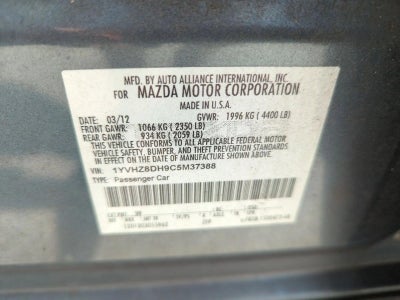 MFD. BY AUTO ALLIANCE INTERNATIONAL, INC.
FOR MAZDA MOTOR CORPORATION
MADE IN U.S.A.
DATE: 03/12 GVWR: 1996 KG (4400 LB)
FRONT GAWR: 1066 KG (2350 LB)
REAR GAWR: 934 KG (2059 LB)
THIS VEHICLE CONFORMS TO ALL APPLICABLE FEDERAL MOTOR
VEHICLE SAFETY, BUMPER, AND THEFT PREVENTION STANDARDS
IN EFFECT ON THE DATE OF MANUFACTURE SHOWN ABOVE.
VIN: 1YVHZ8DH9C5M37388
TYPE: Passenger Car